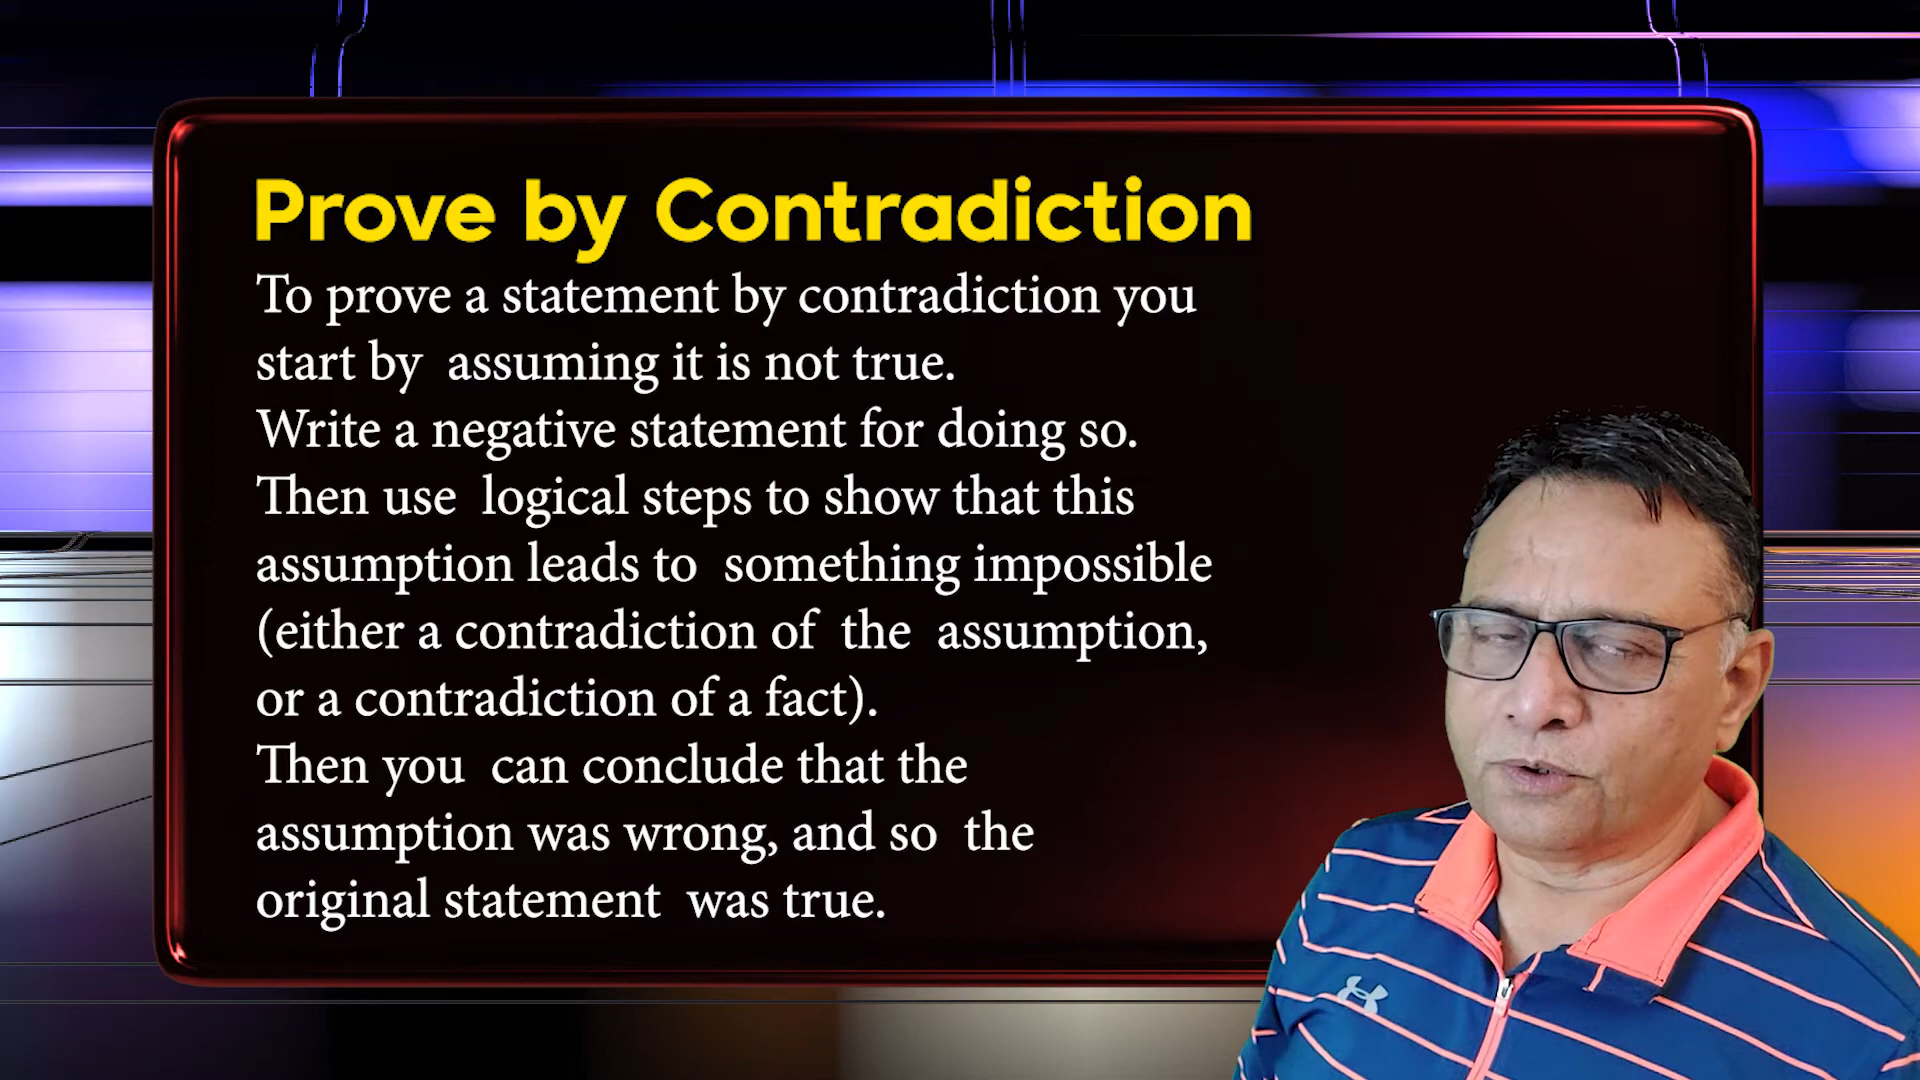 Prove by Contradiction
To prove a statement by contradiction you
start by assuming it is not true.
Write a negative statement for doing so.
Then use logical steps to show that this
assumption leads to something impossible
(either a contradiction of the assumption,
or a contradiction of a fact).
Then you can conclude that the
assumption was wrong, and so the
original statement was true.